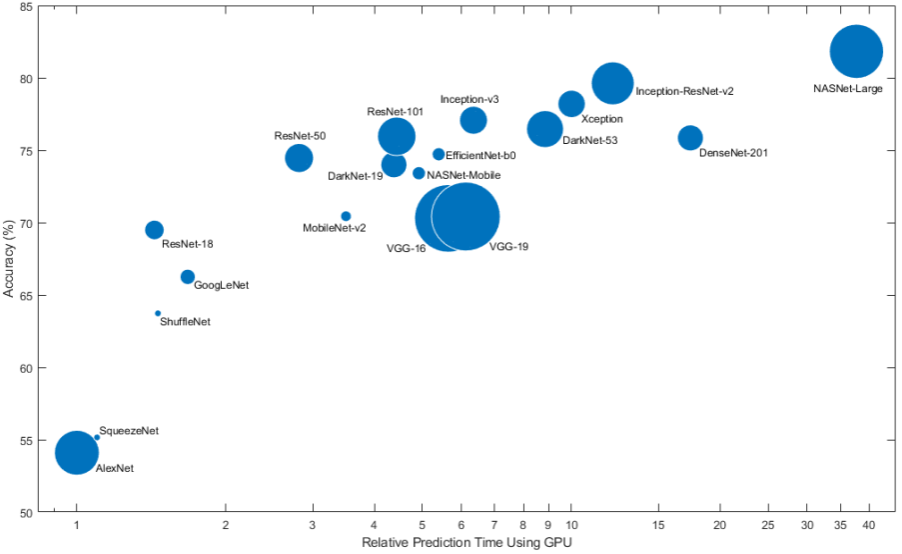 85
80
75
70
65
60
55
50
Accuracy (%)
NASNet-Large
Inception-ResNet-v2
Inception-v3
Xception
ResNet-101
DarkNet-53
DenseNet-201
ResNet-50
EfficientNet-b0
DarkNet-19
NASNet-Mobile
MobileNet-v2
VGG-16
VGG-19
ResNet-18
GoogLeNet
ShuffleNet
SqueezeNet
AlexNet
1 2 3 4 5 6 7 8 9 10 15 20 25 30 35 40
Relative Prediction Time Using GPU